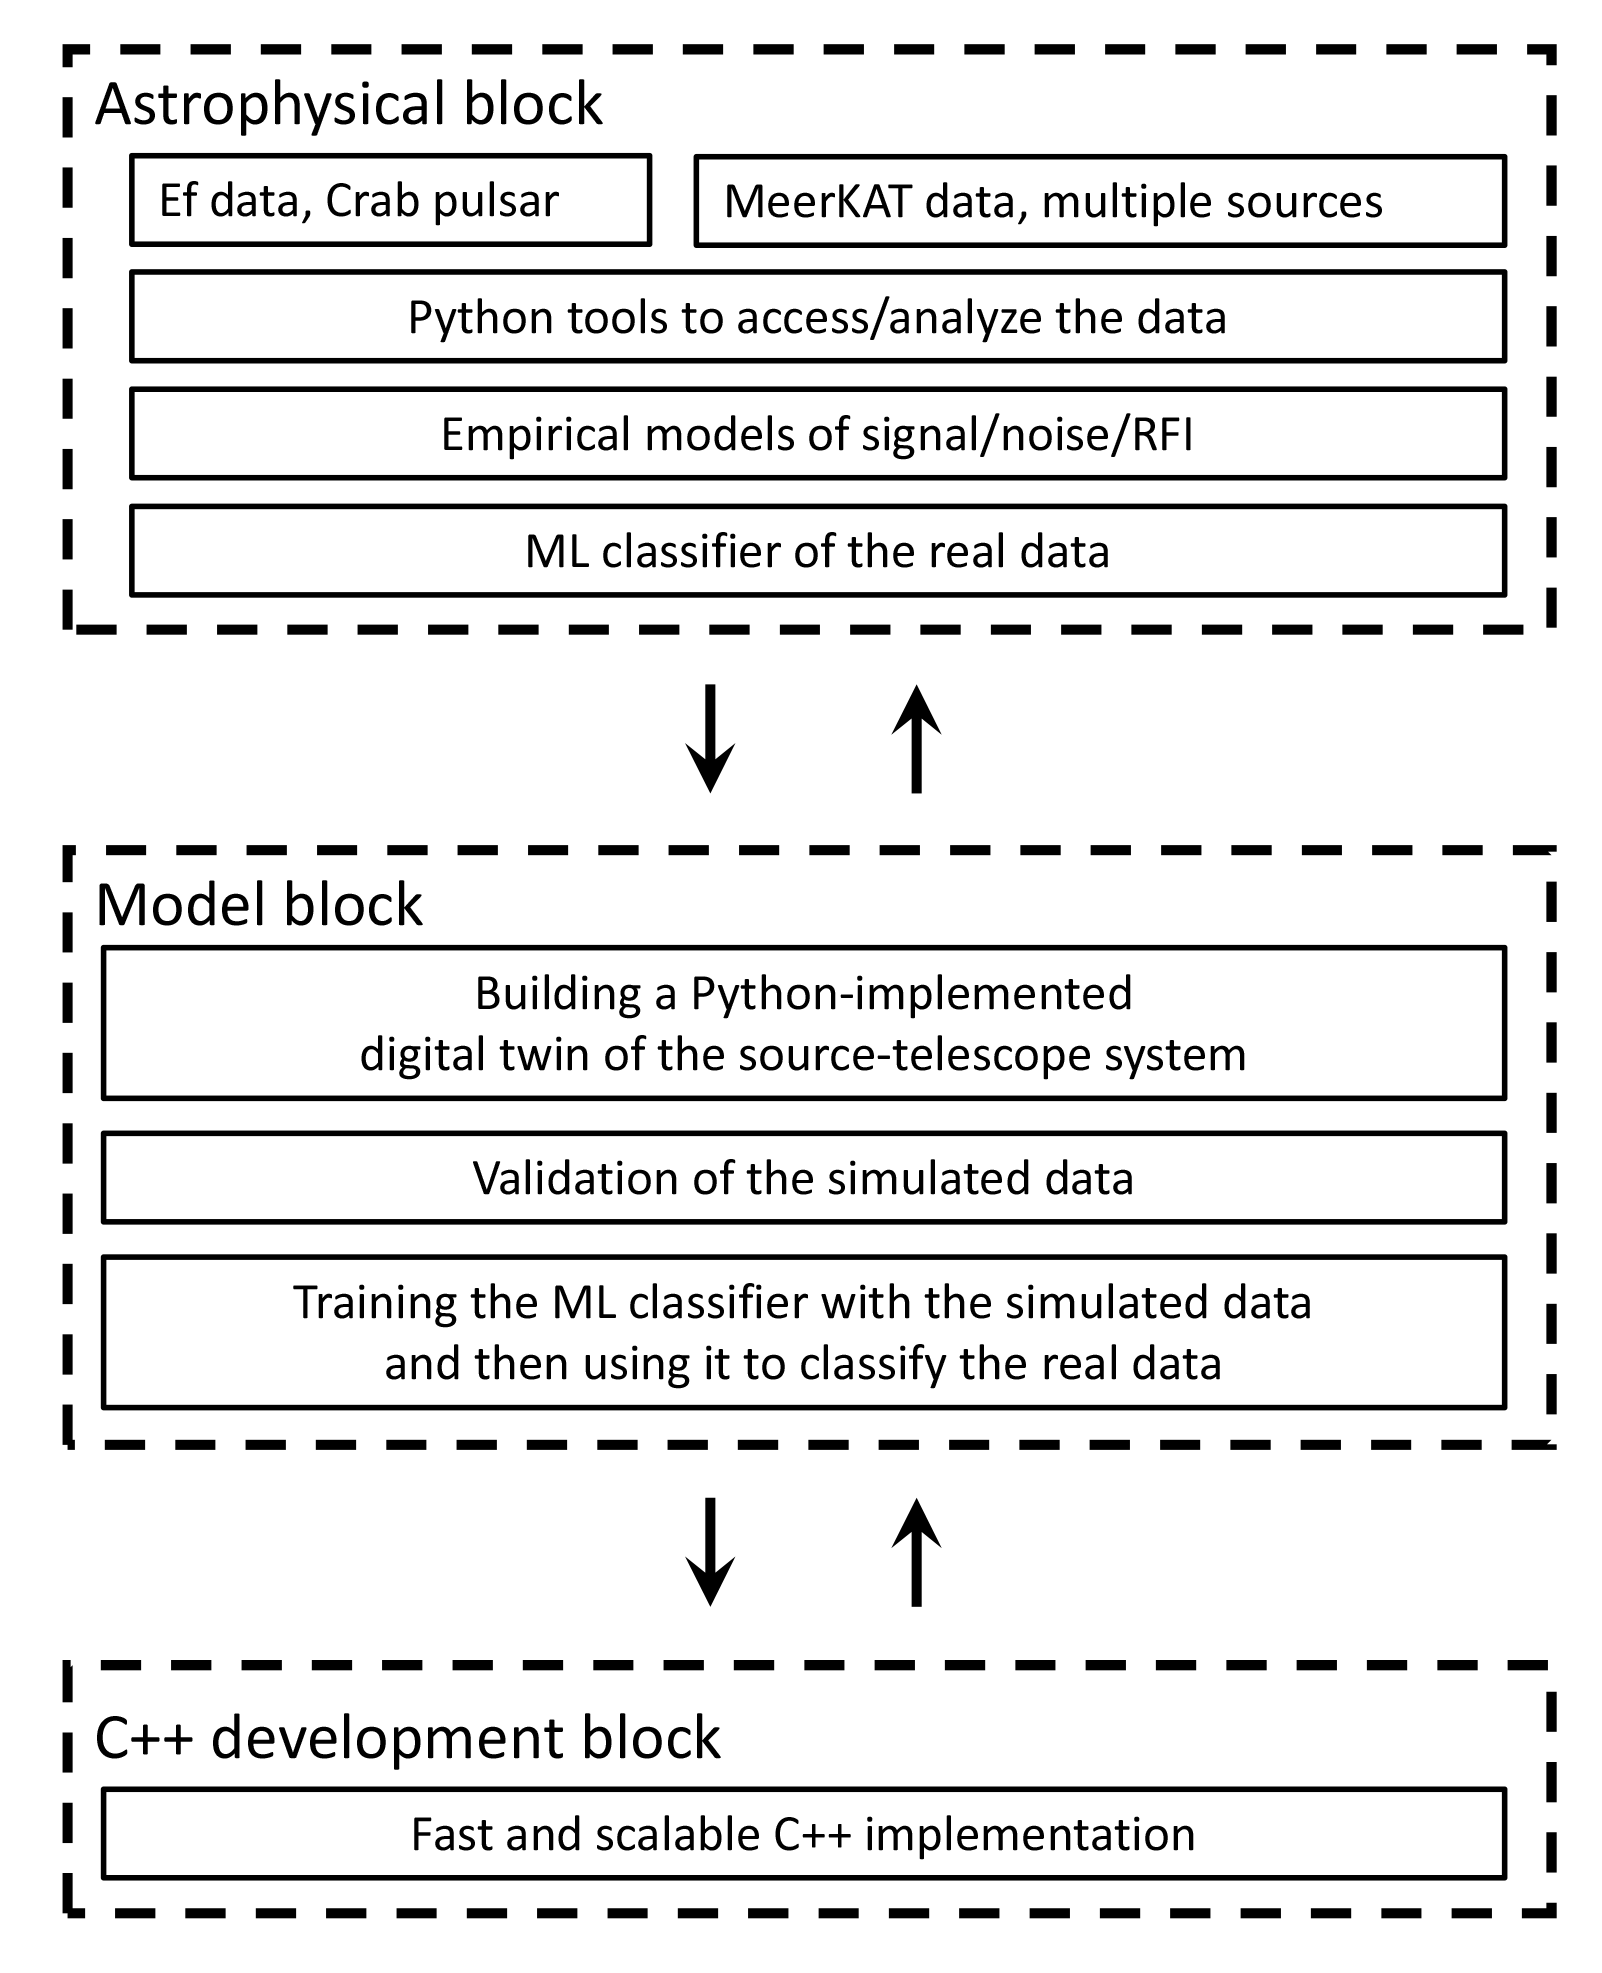 Astrophysical block
Ef data, Crab pulsar
MeerKAT data, multiple sources
Python tools to access/analyze the data
Empirical models of signal/noise/RFI
ML classifier of the real data
Model block
Building a Python-implemented
digital twin of the source-telescope system
Validation of the simulated data
Training the ML classifier with the simulated data
and then using it to classify the real data
C++ development block
Fast and scalable C++ implementation